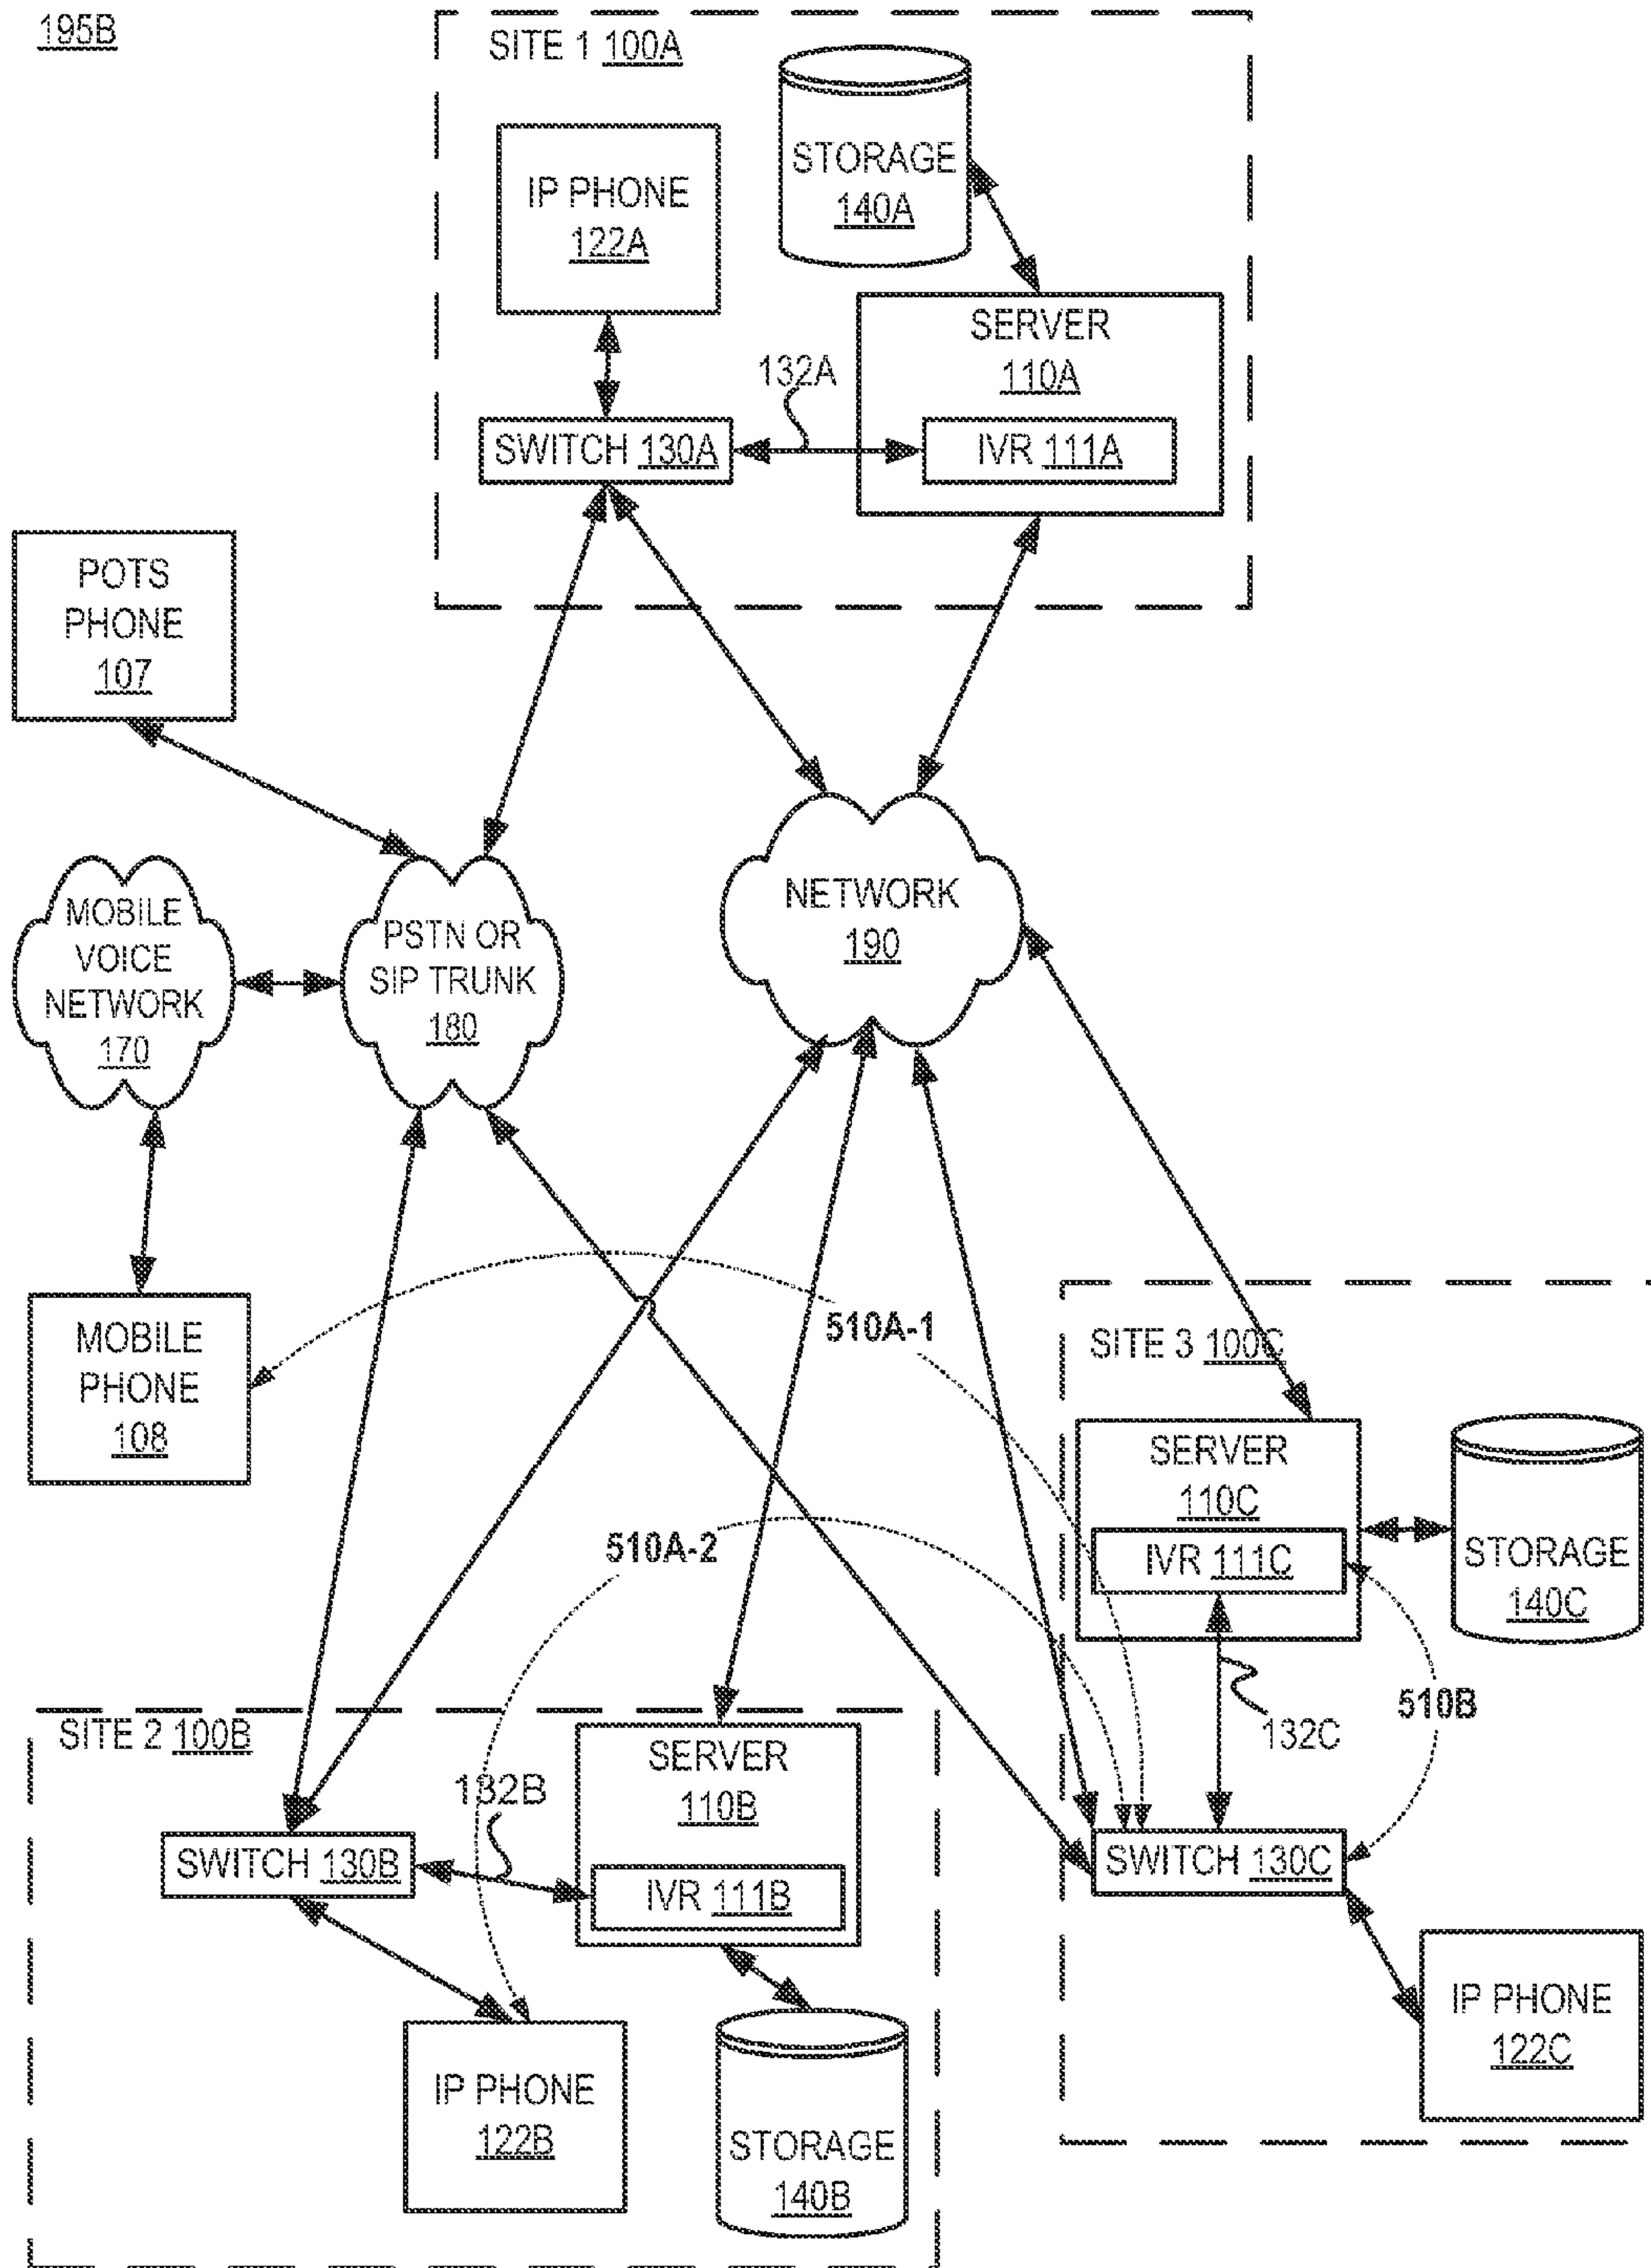 195B
SITE 1 100A
STORAGE
140A
IP PHONE
122A
SERVER
110A
132A
SWITCH 130A
IVR 111A
POTS
PHONE
107
NETWORK
190
MOBILE
VOICE
NETWORK
170
PSTN OR
SIP TRUNK
180
510A-1
MOBILE
PHONE
108
SITE 3 100C
SERVER
110C
IVR 111C
STORAGE
140C
510A-2
510B
132C
SITE 2 100B
SERVER
110B
132B
SWITCH 130B
IVR 111B
SWITCH 130C
IP PHONE
122C
IP PHONE
122B
STORAGE
140B